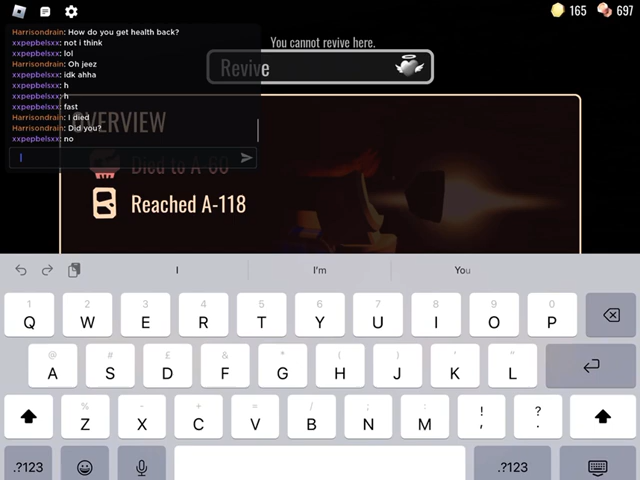 165
697
Harrisondrain: How do you get health back?
xxpepbelsxx: not i think
xxpepbelsxx: lol
Harrisondrain: Oh jeez
xxpepbelsxx: idk ahha
xxpepbelsxx: h
xxpepbelsxx: h
xxpepbelsxx: fast
Harrisondrain: I died
Harrisondrain: Did you?
xxpepbelsxx: no
You cannot revive here.
Revive
OVERVIEW
Died to A-60
Reached A-118
I
I'm
You
1 2 3 4 5 6 7 8 9 0
Q W E R T Y U I O P
@ # £ & * ( ) ' "
A S D F G H J K L
% - + = / ; : ! ?
Z X C V B N M , .
.?123
.?123